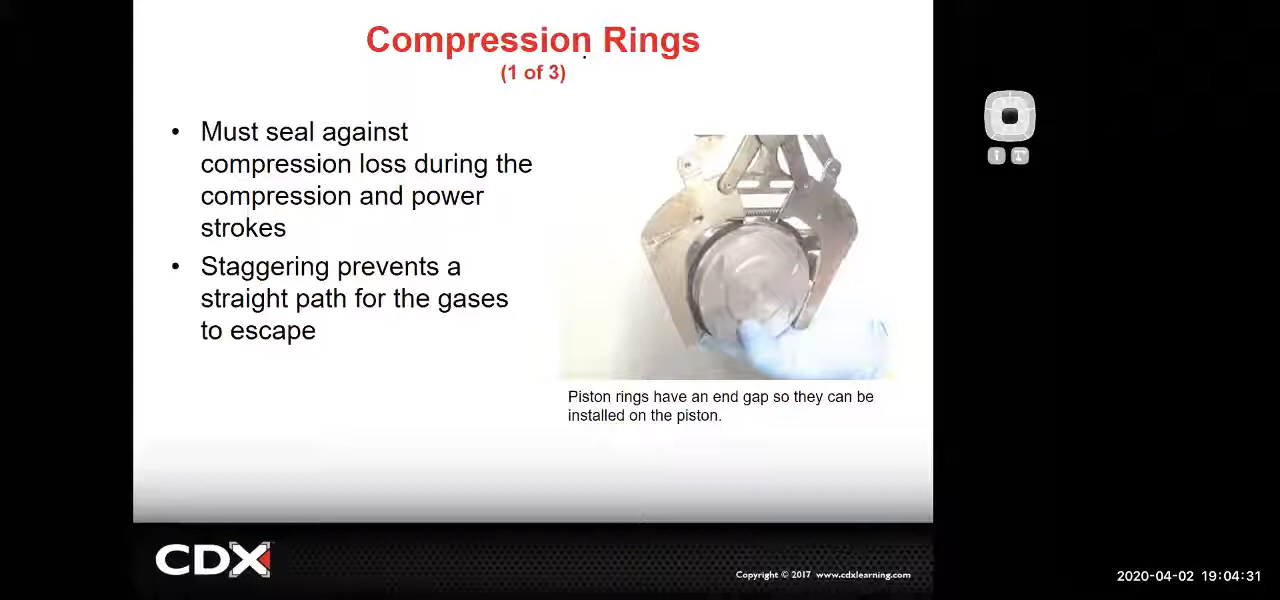 Compression Rings
(1 of 3)
• Must seal against
compression loss during the
compression and power
strokes
• Staggering prevents a
straight path for the gases
to escape
Piston rings have an end gap so they can be
installed on the piston.
CDX
Copyright © 2017 www.cdxlearning.com
2020-04-02 19:04:31